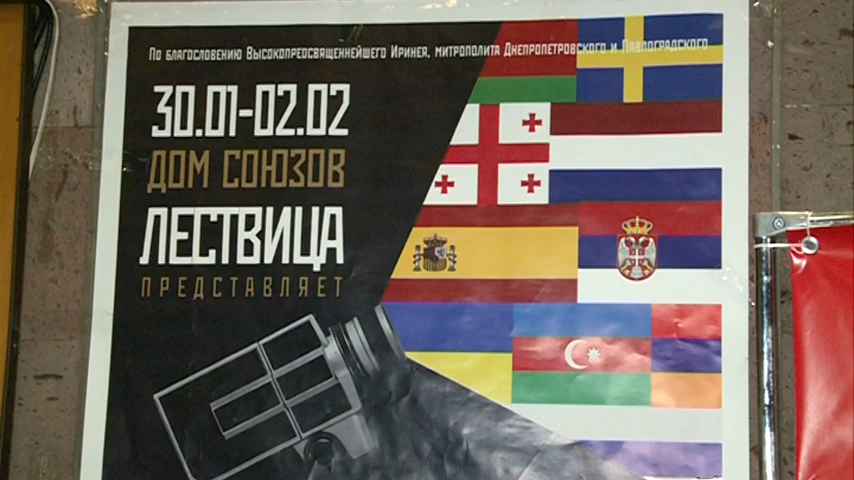 По благословению Высокопреосвященнейшего Иринея, митрополита Днепропетровского и Павлоградского
30.01-02.02
ДОМ СОЮЗОВ
ЛЕСТВИЦА
ПРЕДСТАВЛЯЕТ